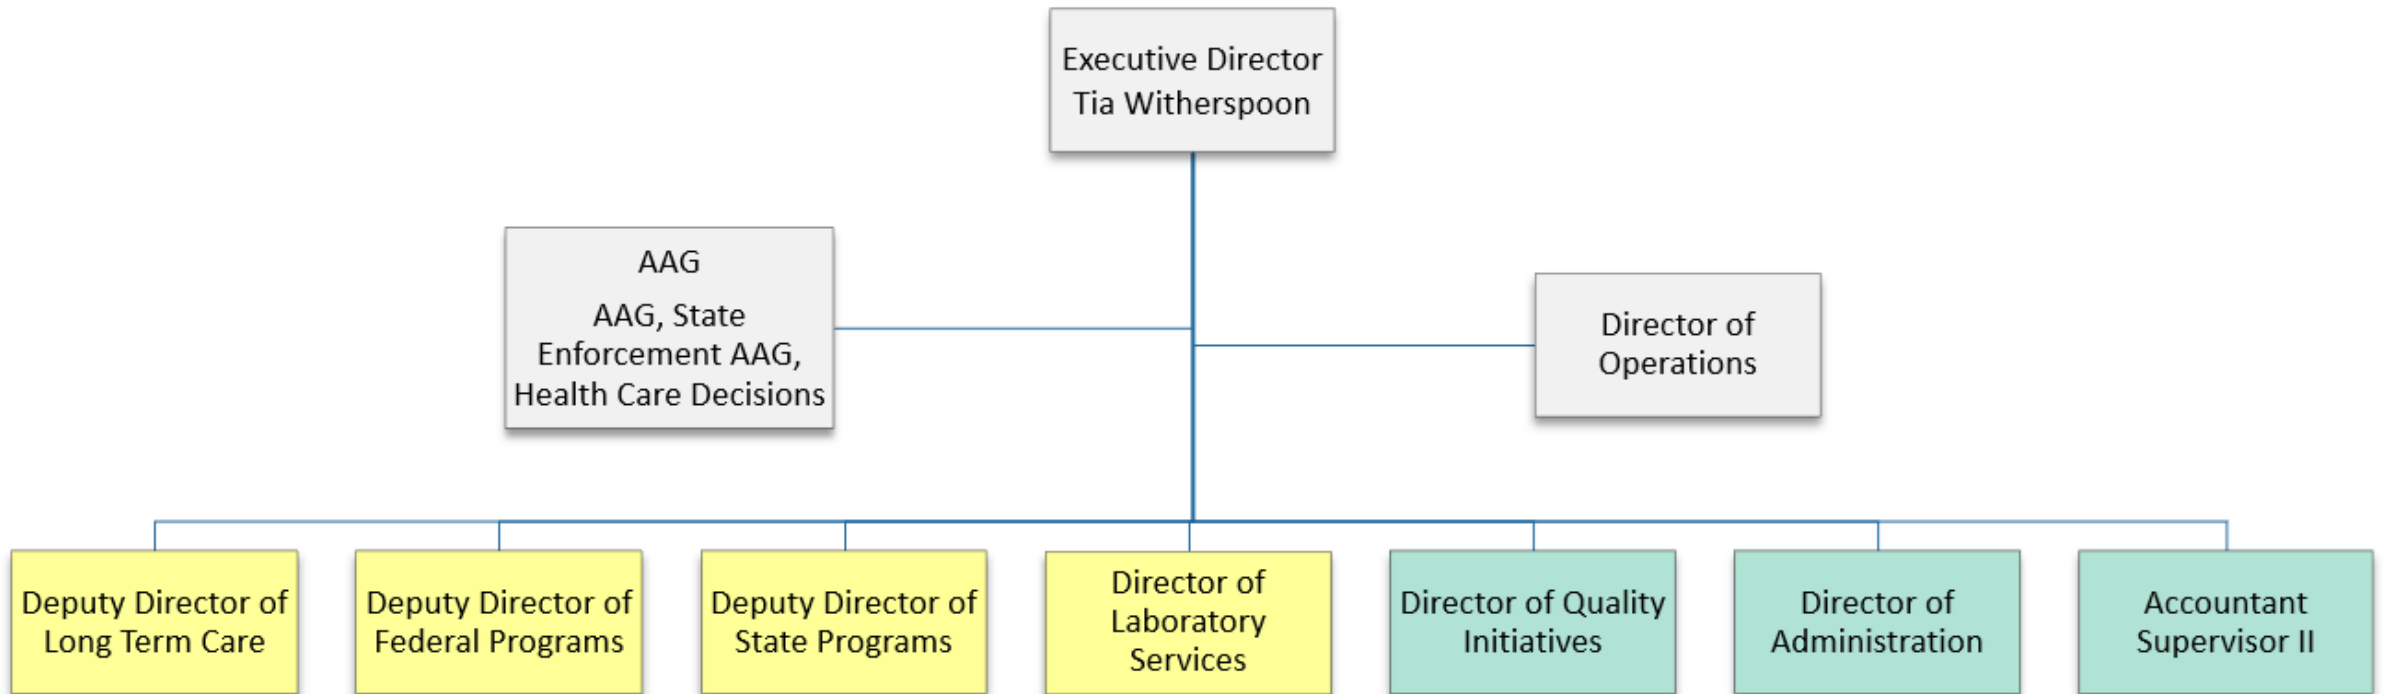 Executive Director
Tia Witherspoon
AAG
AAG, State
Enforcement AAG,
Health Care Decisions
Director of
Operations
Deputy Director of
Long Term Care
Deputy Director of
Federal Programs
Deputy Director of
State Programs
Director of
Laboratory
Services
Director of Quality
Initiatives
Director of
Administration
Accountant
Supervisor II